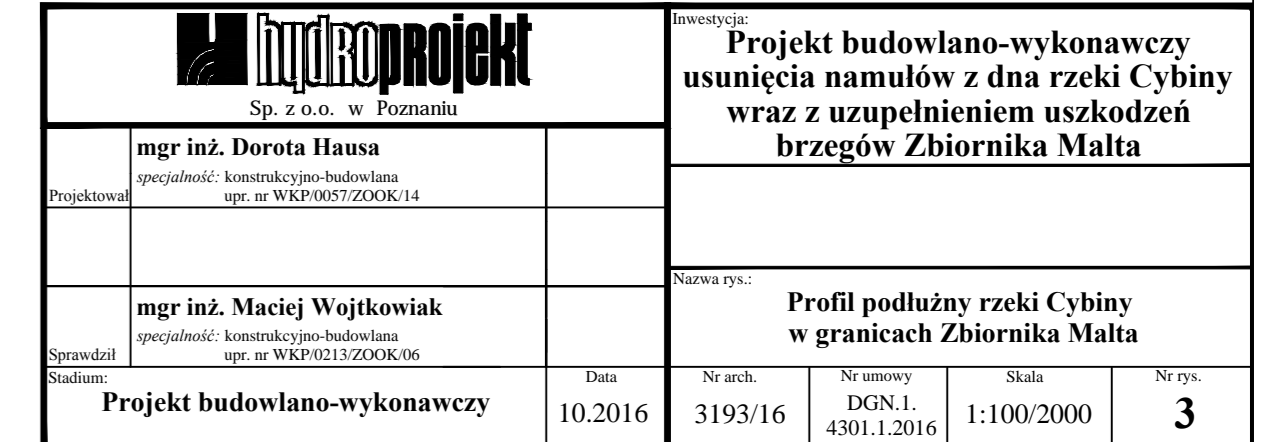 hydroprojekt
Sp. z o.o. w Poznaniu
mgr inż. Dorota Hausa
specjalność: konstrukcyjno-budowlana
Projektował
upr. nr WKP/0057/ZOOK/14
mgr inż. Maciej Wojtkowiak
specjalność: konstrukcyjno-budowlana
Sprawdził
upr. nr WKP/0213/ZOOK/06
Stadium:
Projekt budowlano-wykonawczy
Data
10.2016
Inwestycja:
Projekt budowlano-wykonawczy
usunięcia namułów z dna rzeki Cybiny
wraz z uzupełnieniem uszkodzeń
brzegów Zbiornika Malta
Nazwa rys.:
Profil podłużny rzeki Cybiny
w granicach Zbiornika Malta
Nr arch.
3193/16
Nr umowy
DGN.1.
4301.1.2016
Skala
1:100/2000
Nr rys.
3